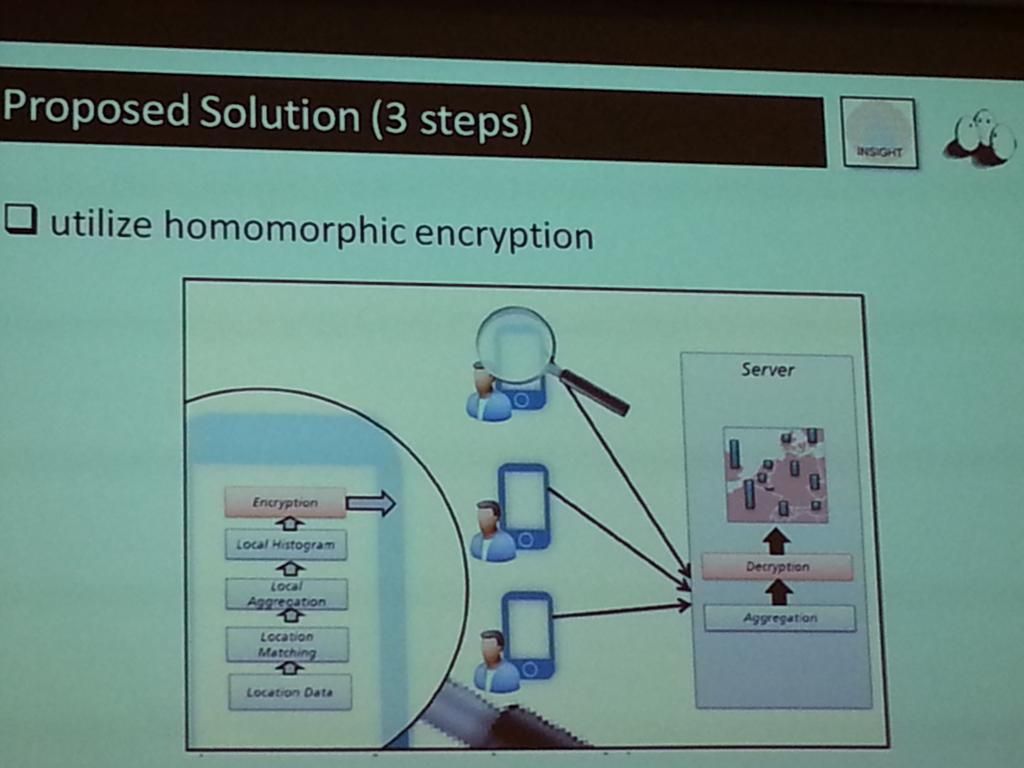 Proposed Solution (3 steps)
INSIGHT
❑ utilize homomorphic encryption
Encryption
Local Histogram
Local
Aggregation
Location
Matching
Location Data
Server
Decryption
Aggregation